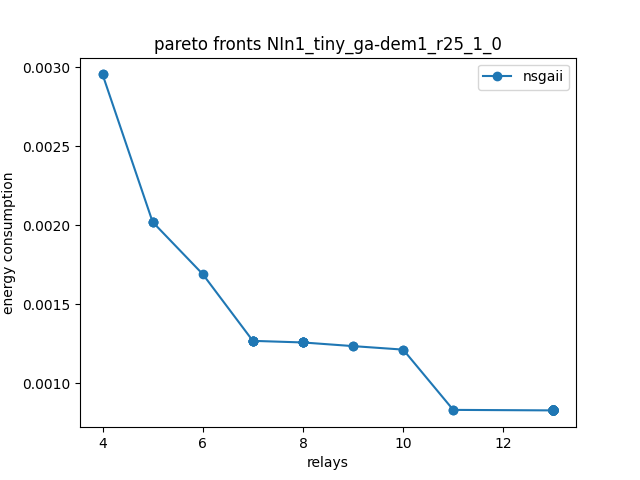 pareto fronts NIn1_tiny_ga-dem1_r25_1_0
nsgaii
energy consumption
0.0030
0.0025
0.0020
0.0015
0.0010
4 6 8 10 12
relays